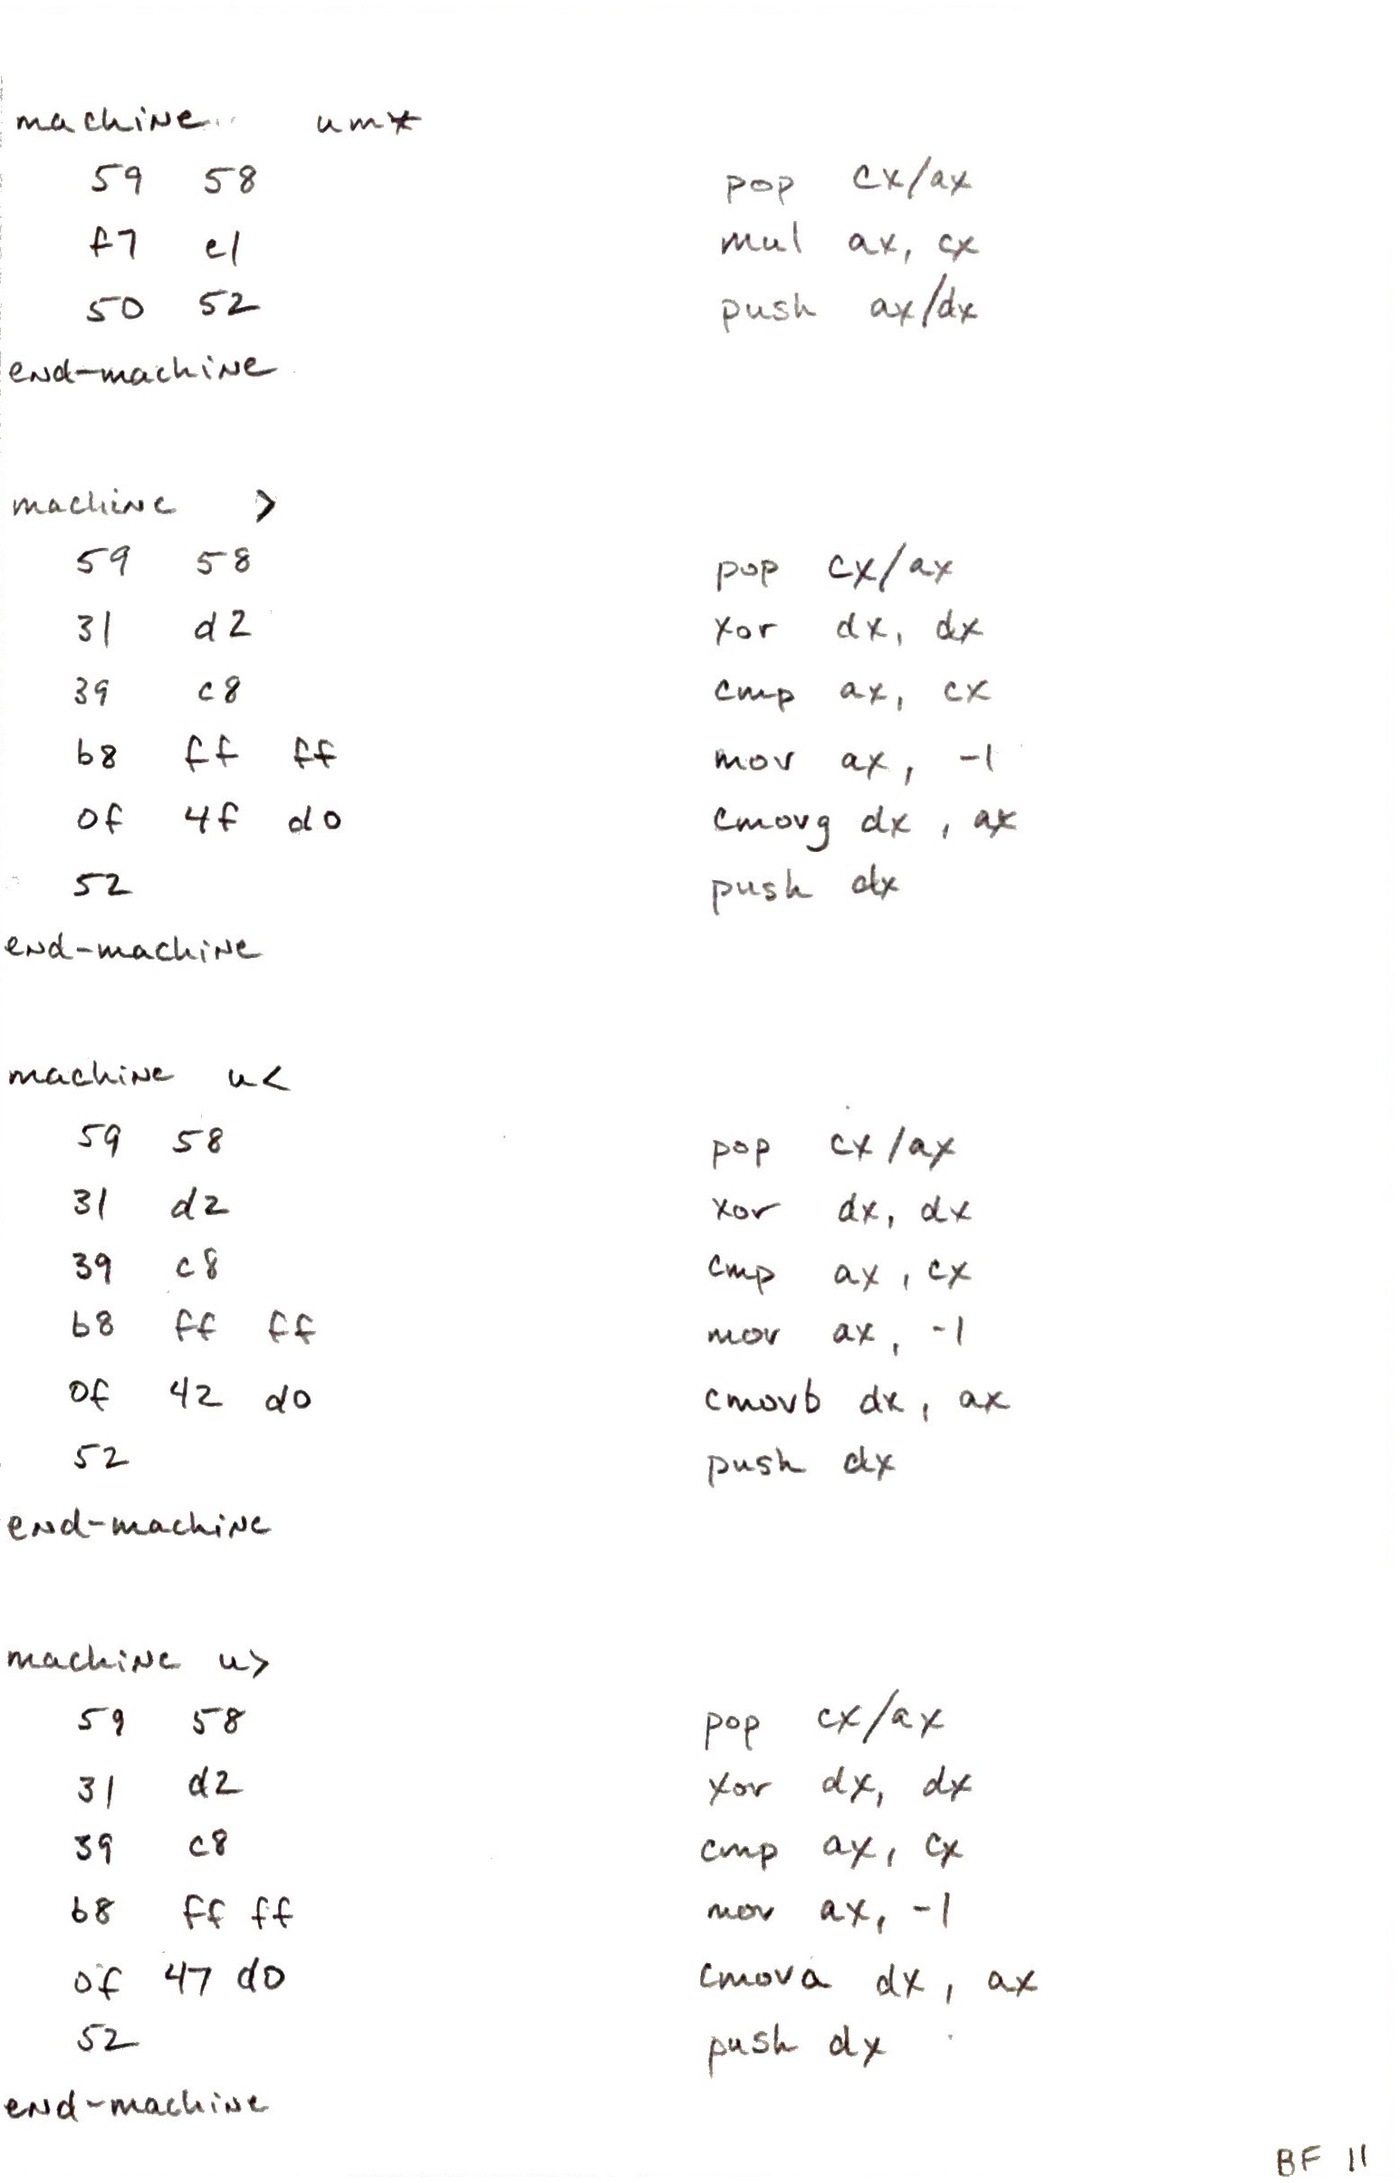 machine um*
59 58 pop cx/ax
f7 e1 mul ax, cx
50 52 push ax/dx
end-machine
machine >
59 58 pop cx/ax
31 d2 xor dx, dx
39 c8 cmp ax, cx
b8 ff ff mov ax, -1
0f 4f d0 cmovg dx, ax
52 push dx
end-machine
machine u<
59 58 pop cx/ax
31 d2 xor dx, dx
39 c8 cmp ax, cx
b8 ff ff mov ax, -1
0f 42 d0 cmovb dx, ax
52 push dx
end-machine
machine u>
59 58 pop cx/ax
31 d2 xor dx, dx
39 c8 cmp ax, cx
b8 ff ff mov ax, -1
0f 47 d0 cmova dx, ax
52 push dx
end-machine
BF 11